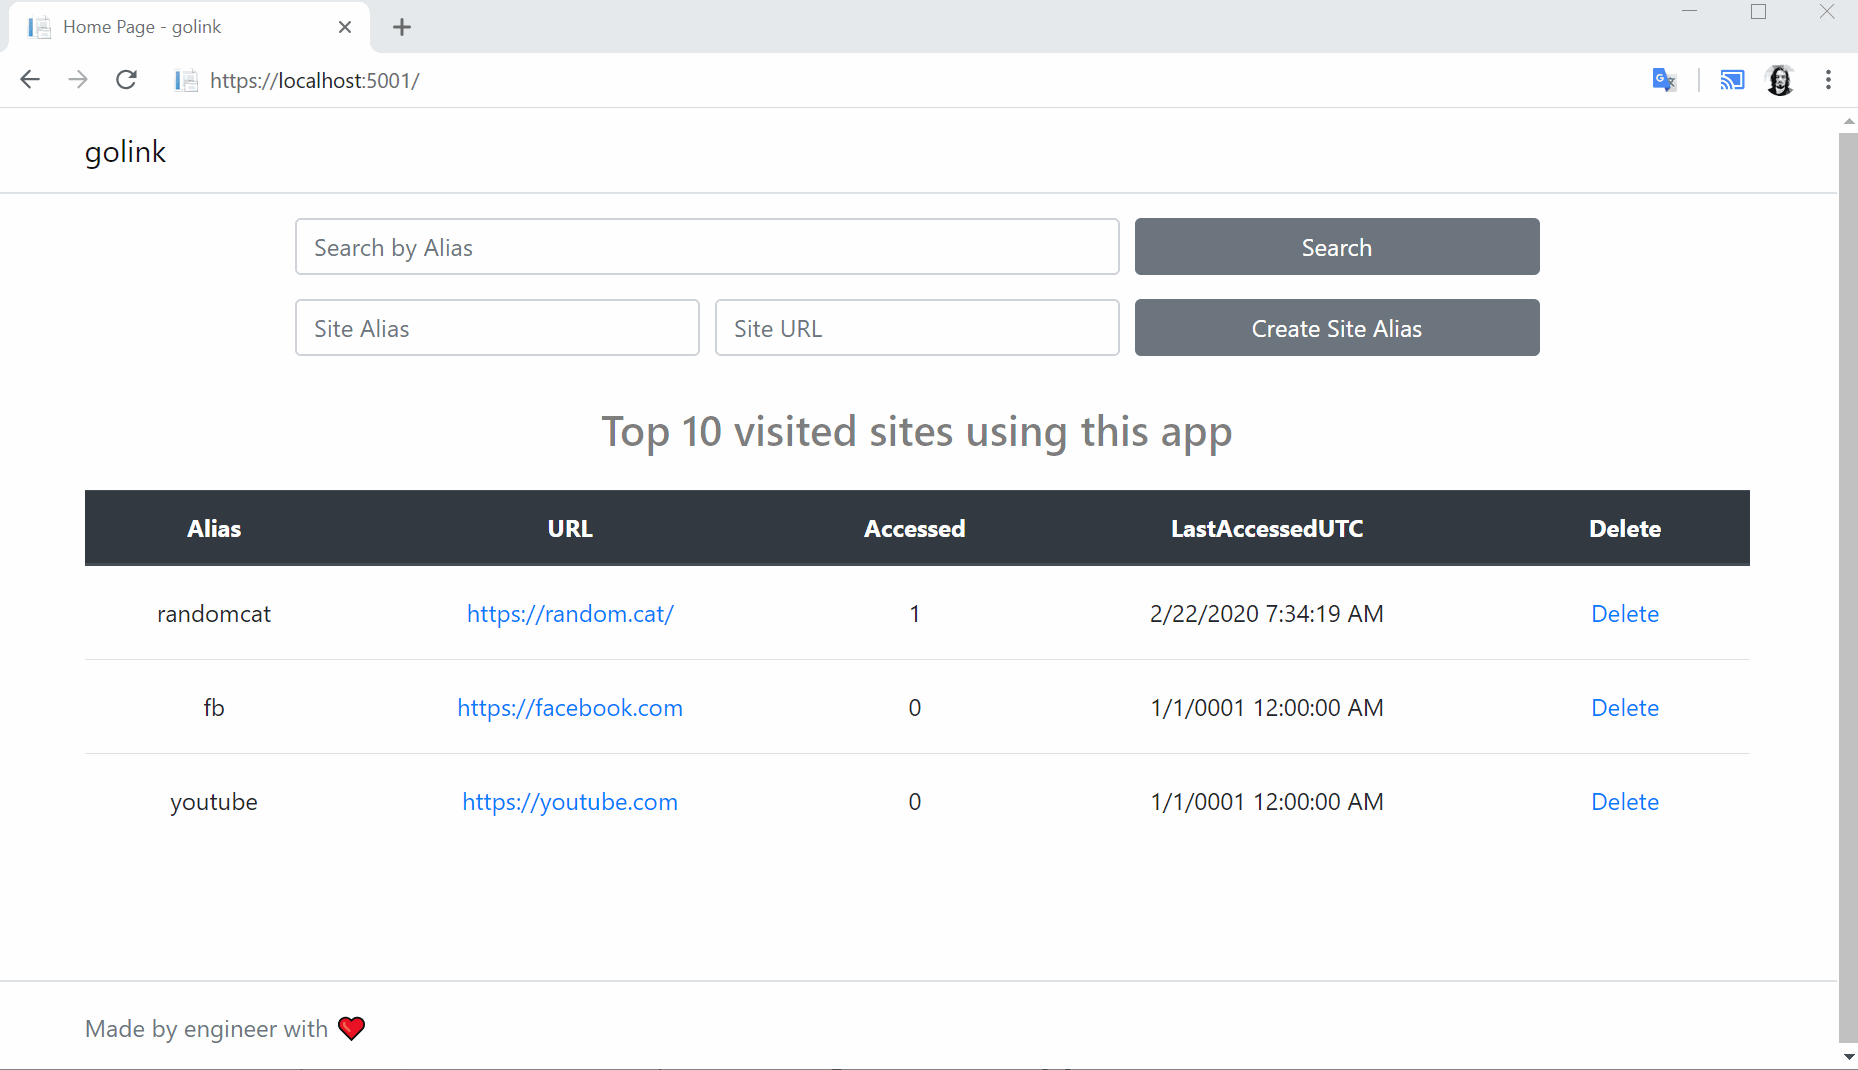 Home Page - golink
https://localhost:5001/
golink
Search by Alias
Search
Site Alias
Site URL
Create Site Alias
Top 10 visited sites using this app
Alias URL Accessed LastAccessedUTC Delete
randomcat https://random.cat/ 1 2/22/2020 7:34:19 AM Delete
fb https://facebook.com 0 1/1/0001 12:00:00 AM Delete
youtube https://youtube.com 0 1/1/0001 12:00:00 AM Delete
Made by engineer with ❤